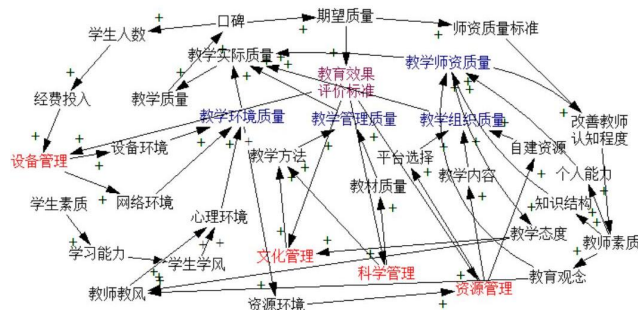 口碑
期望质量
学生人数
师资质量标准
教学实际质量
教育效果
评价标准
教学师资质量
经费投入
教学质量
教学环境质量
教学管理质量
教学组织质量
改善教师
认知程度
设备管理
设备环境
教学方法
平台选择
自建资源
网络环境
教材质量
教学内容
个人能力
学生素质
心理环境
知识结构
学习能力
学生学风
文化管理
教学态度
教师素质
科学管理
教师教风
资源环境
资源管理
教育观念